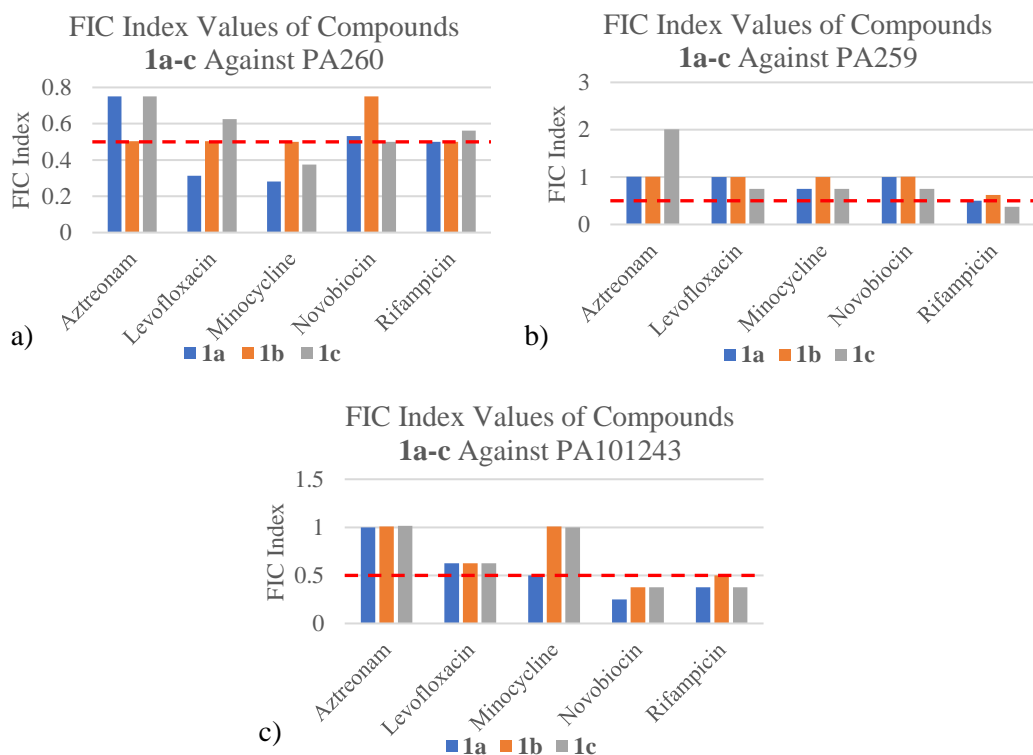 FIC Index Values of Compounds
1a-c Against PA260
FIC Index
0.8
0.6
0.4
0.2
0
Aztreonam
Levofloxacin
Minocycline
Novobiocin
Rifampicin
a)
1a 1b 1c
FIC Index Values of Compounds
1a-c Against PA259
FIC Index
3
2
1
0
Aztreonam
Levofloxacin
Minocycline
Novobiocin
Rifampicin
b)
1a 1b 1c
FIC Index Values of Compounds
1a-c Against PA101243
FIC Index
1.5
1
0.5
0
Aztreonam
Levofloxacin
Minocycline
Novobiocin
Rifampicin
c)
1a 1b 1c